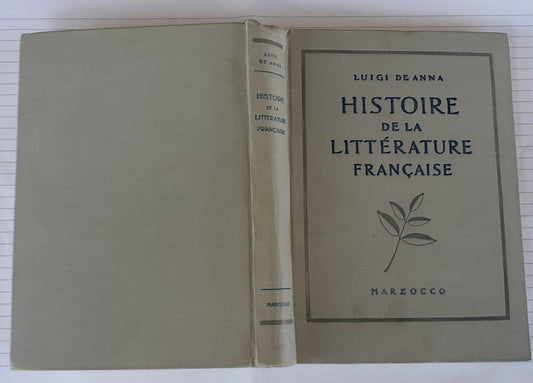 LUIGI
DE ANNA
HISTOIRE
DE LA
LITTÉRATURE
FRANÇAISE
MARZOCCO
LUIGI DE ANNA
HISTOIRE
DE LA
LITTÉRATURE
FRANÇAISE
MARZOCCO